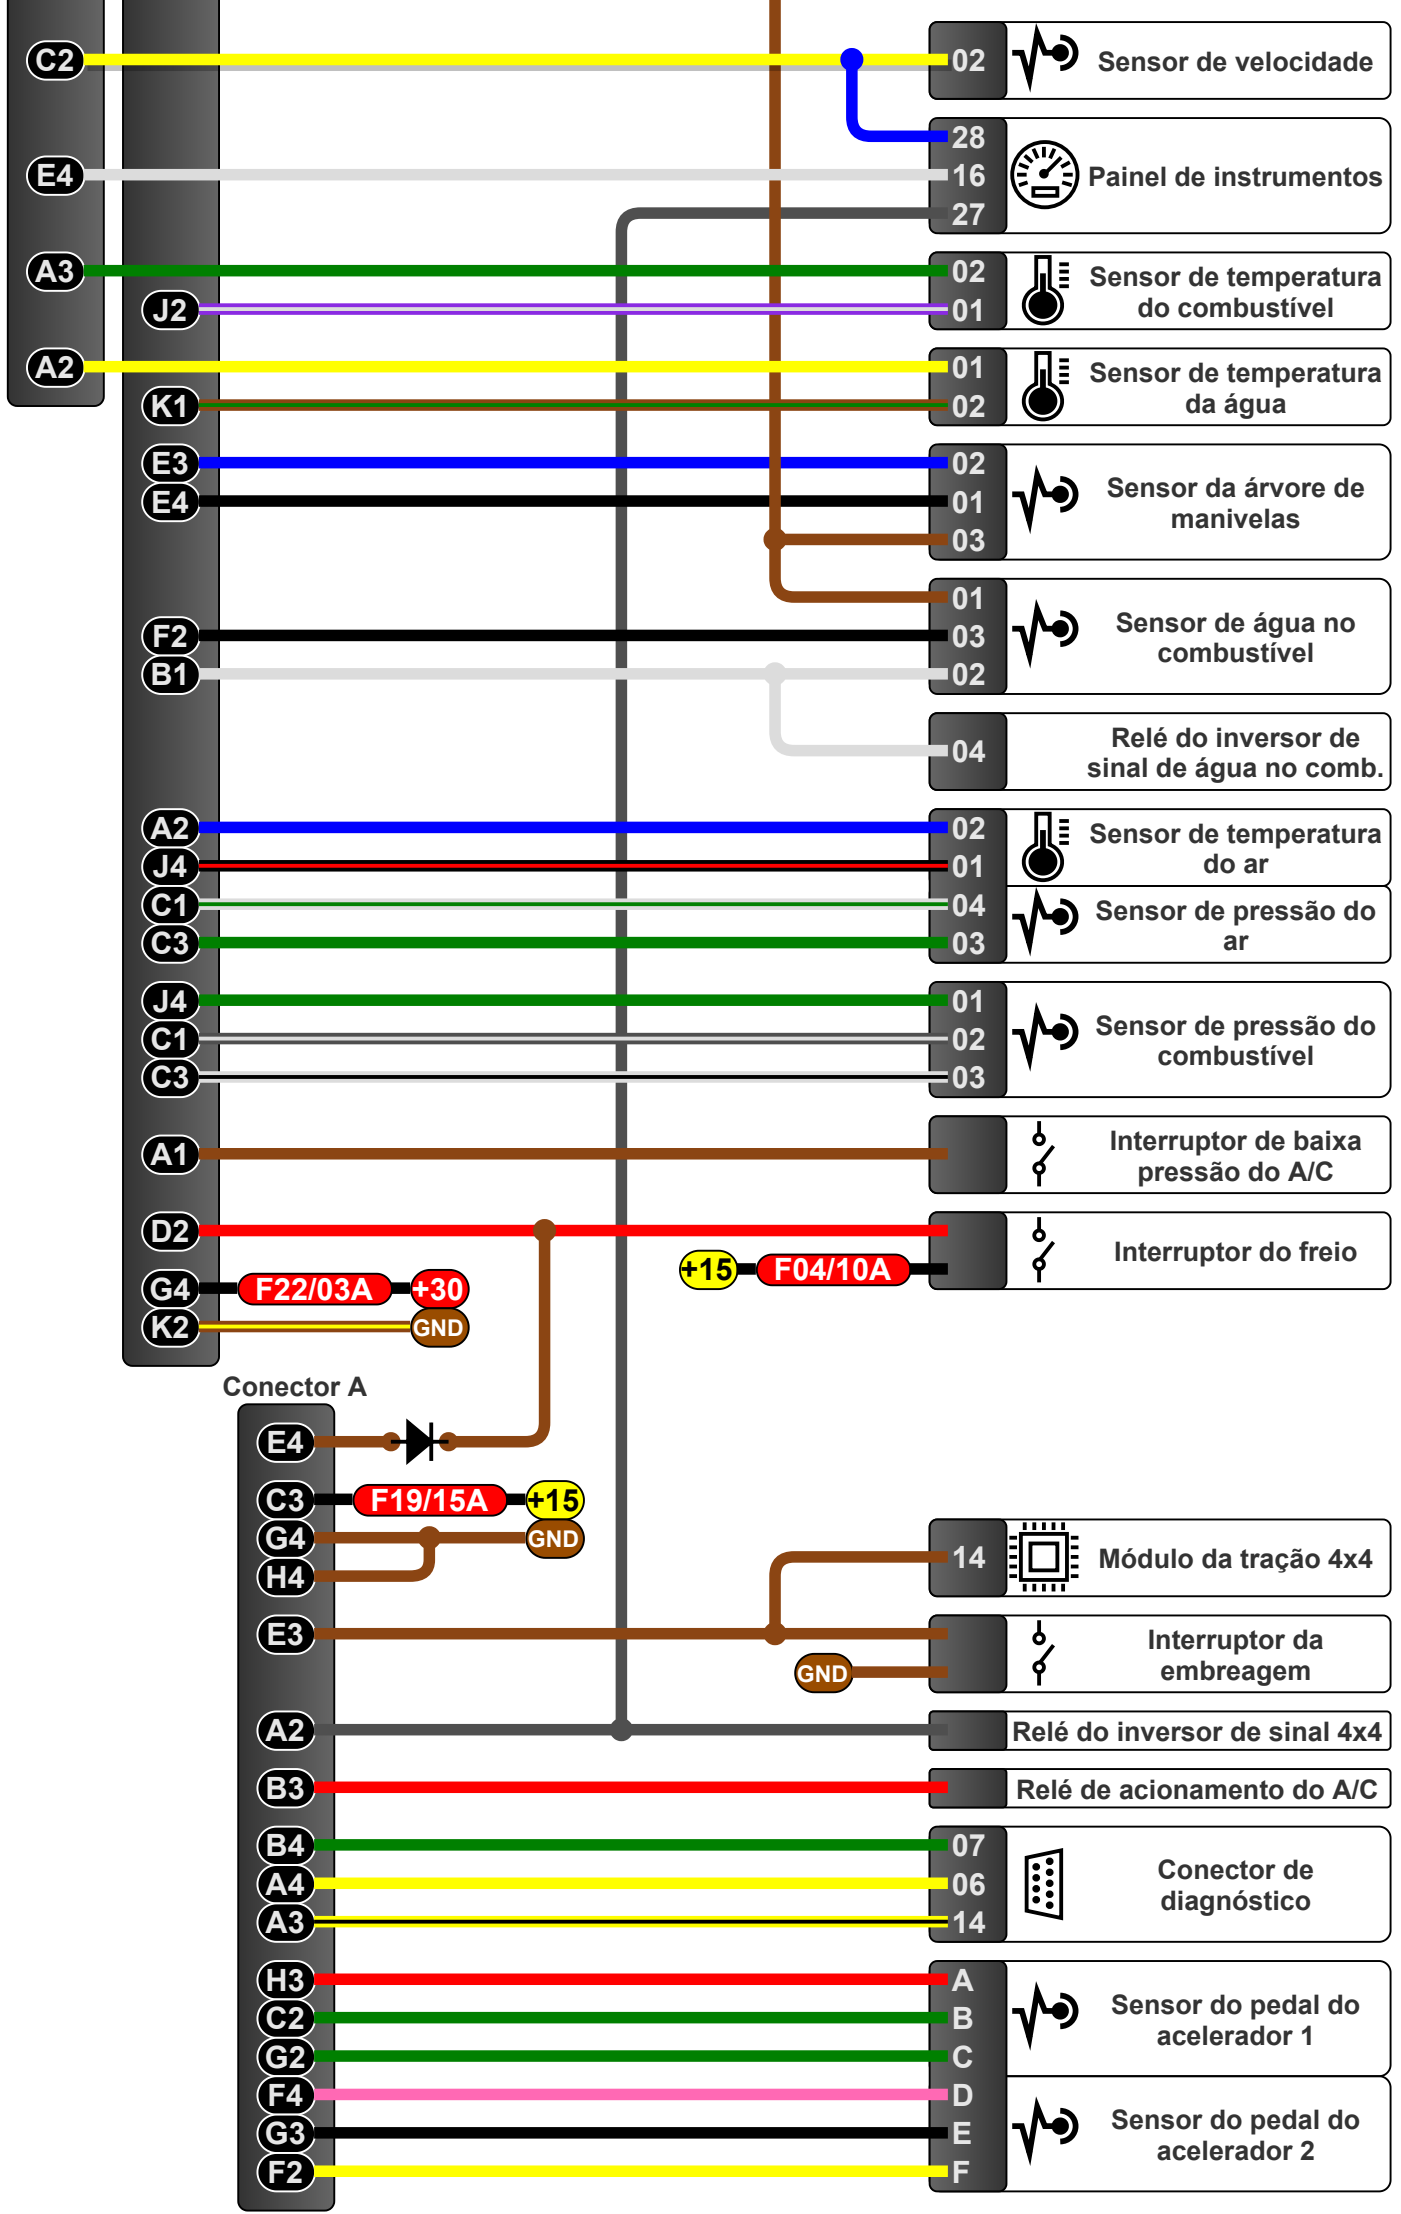 C2
02
Sensor de velocidade
28
E4
16
Painel de instrumentos
27
A3
02
Sensor de temperatura
do combustível
J2
01
A2
01
Sensor de temperatura
da água
K1
02
E3
02
Sensor da árvore de
manivelas
E4
01
03
01
Sensor de água no
combustível
F2
03
B1
02
04
Relé do inversor de
sinal de água no comb.
A2
02
Sensor de temperatura
do ar
J4
01
C1
04
Sensor de pressão do
ar
C3
03
J4
01
C1
02
Sensor de pressão do
combustível
C3
03
A1
Interruptor de baixa
pressão do A/C
D2
Interruptor do freio
+15 F04/10A
G4 F22/03A +30
K2 GND
Conector A
E4
C3 F19/15A +15
G4 GND
H4
14
Módulo da tração 4x4
E3
Interruptor da
embreagem
GND
A2
Relé do inversor de sinal 4x4
B3
Relé de acionamento do A/C
B4
07
A4
06
Conector de
diagnóstico
A3
14
H3
A
C2
B
Sensor do pedal do
acelerador 1
G2
C
F4
D
G3
E
Sensor do pedal do
acelerador 2
F2
F